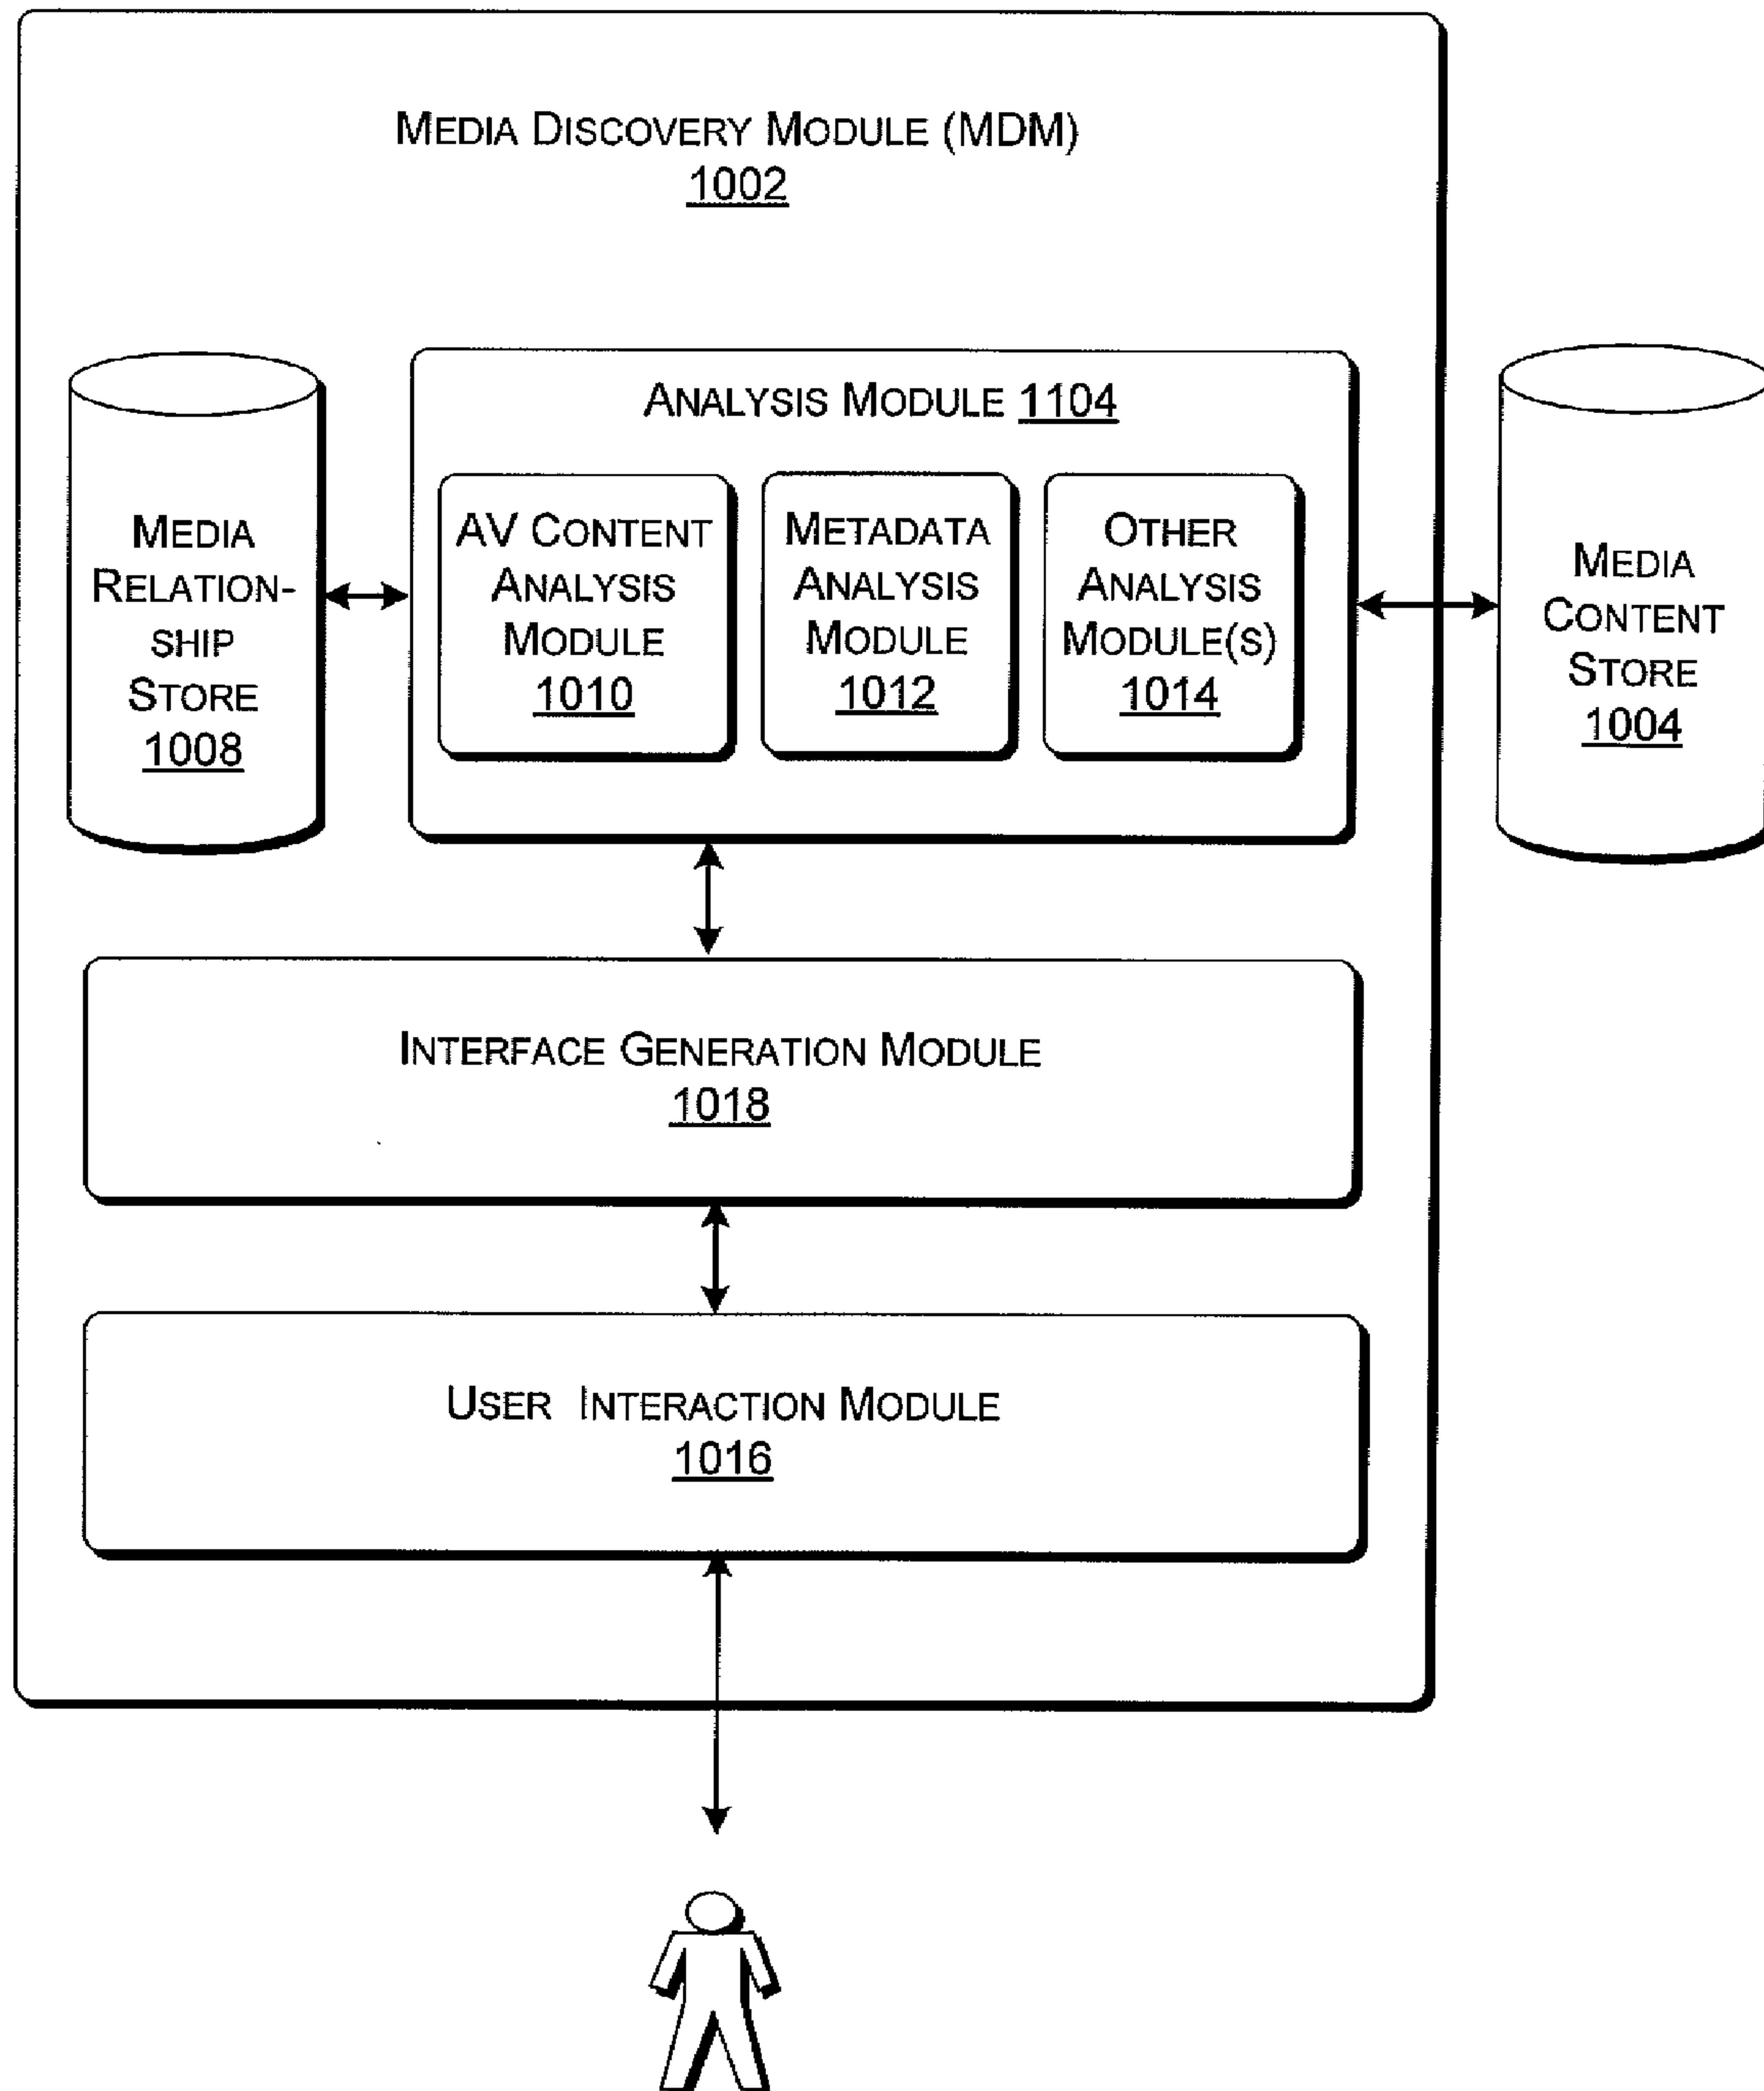 MEDIA DISCOVERY MODULE (MDM)
1002
MEDIA
RELATION-
SHIP
STORE
1008
ANALYSIS MODULE 1104
AV CONTENT
ANALYSIS
MODULE
1010
METADATA
ANALYSIS
MODULE
1012
OTHER
ANALYSIS
MODULE(S)
1014
MEDIA
CONTENT
STORE
1004
INTERFACE GENERATION MODULE
1018
USER INTERACTION MODULE
1016